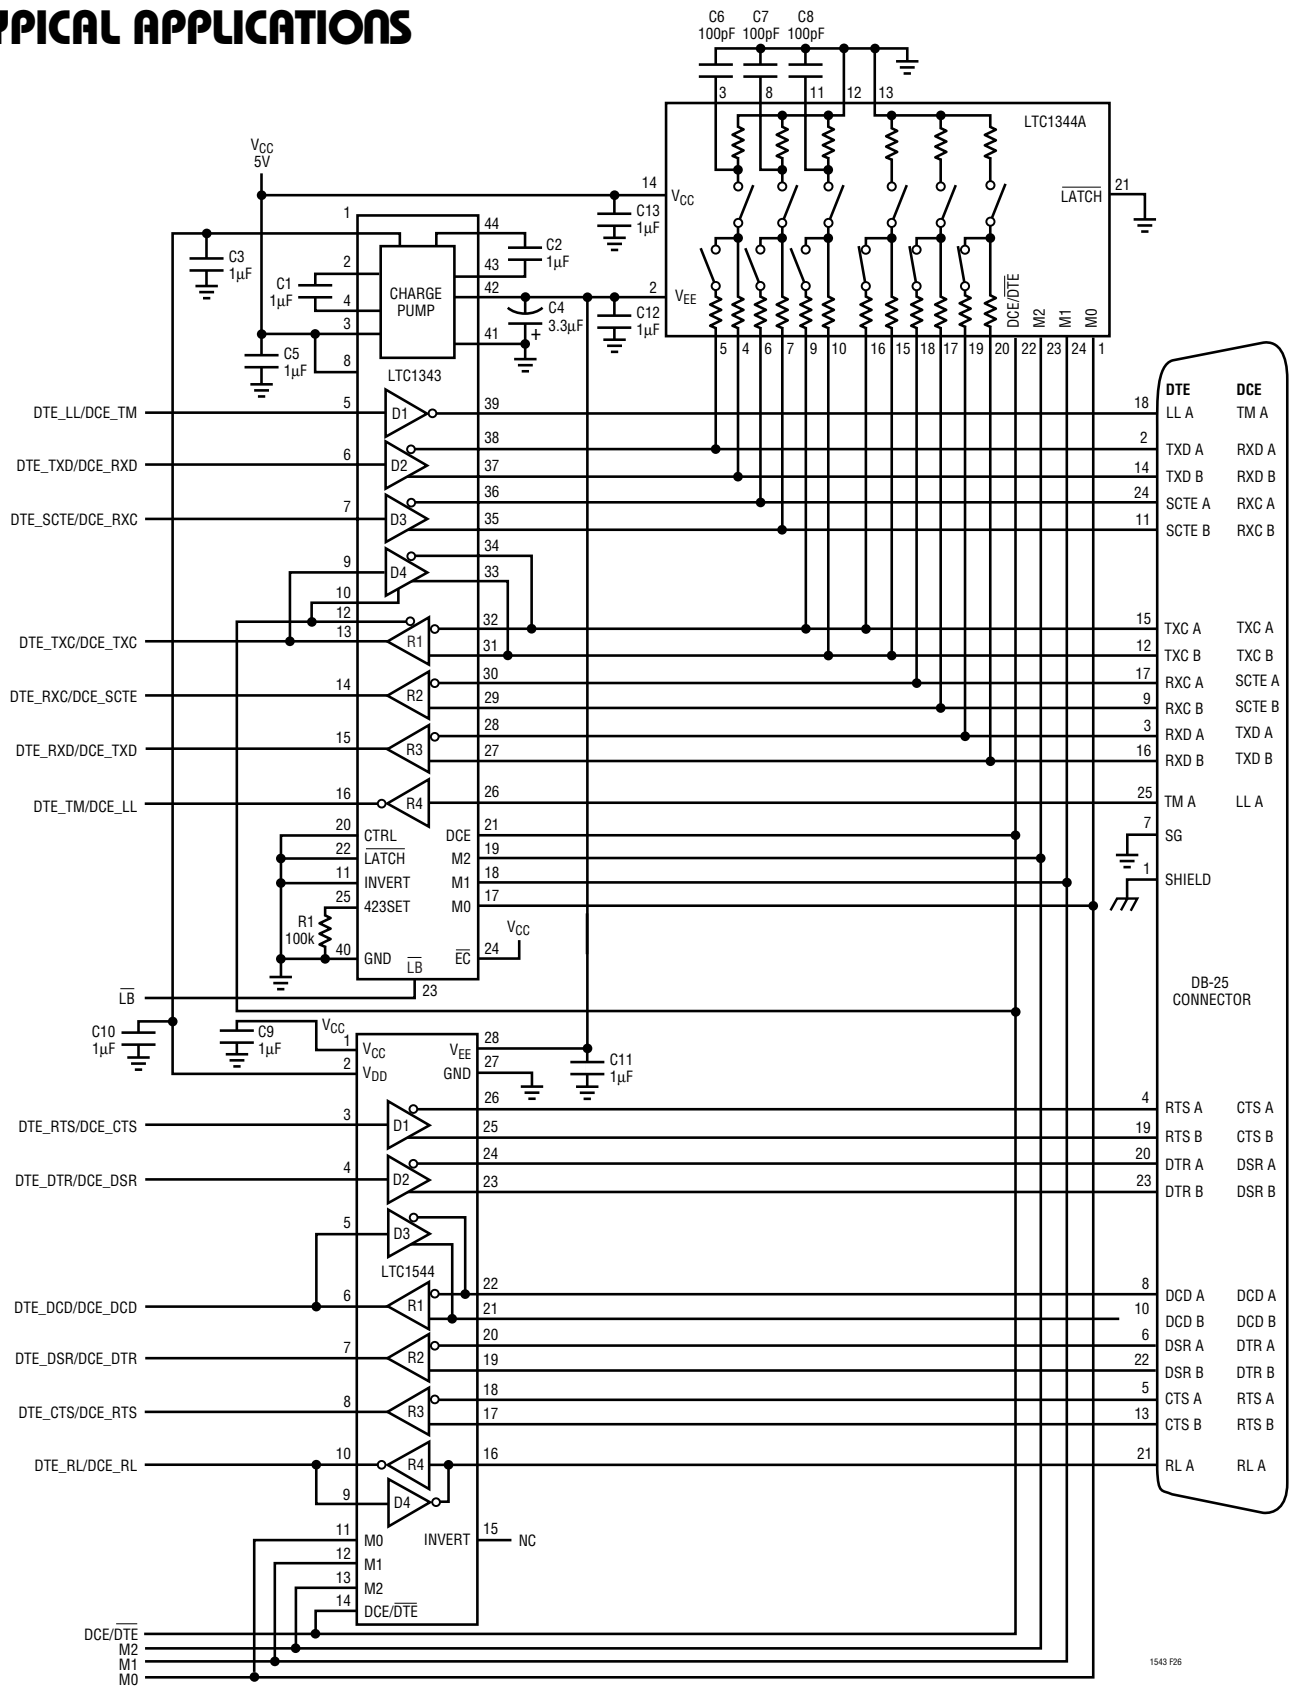 YPICAL APPLICATIONS
C6 C7 C8
100pF 100pF 100pF
3 8 11 12 13
LTC1344A
VCC
5V
14 VCC
C13
1µF
LATCH 21
2 VEE
C12
1µF
DCE/DTE M2 M1 M0
5 4 6 7 9 10 16 15 18 17 19 20 22 23 24 1
1 44
C3
1µF
C2
1µF
2 43
C1
1µF
CHARGE
PUMP
42
4
C4
3.3µF
+
3 41
C5
1µF
8
LTC1343
DTE_LL/DCE_TM 5 D1 39
DTE_TXD/DCE_RXD 6 D2 38
37
DTE_SCTE/DCE_RXC 7 D3 36
35
9 D4 34
33
10
12 32
DTE_TXC/DCE_TXC 13 R1 31
DTE_RXC/DCE_SCTE 14 R2 30
29
DTE_RXD/DCE_TXD 15 R3 28
27
DTE_TM/DCE_LL 16 R4 26
20 CTRL DCE 21
22 LATCH M2 19
11 INVERT M1 18
25 423SET M0 17
R1
100k
VCC
40 GND EC 24
LB
LB 23
DTE DCE
18 LL A TM A
2 TXD A RXD A
14 TXD B RXD B
24 SCTE A RXC A
11 SCTE B RXC B
15 TXC A TXC A
12 TXC B TXC B
17 RXC A SCTE A
9 RXC B SCTE B
3 RXD A TXD A
16 RXD B TXD B
25 TM A LL A
7 SG
1 SHIELD
DB-25
CONNECTOR
C10
1µF
C9
1µF
VCC
1 VCC VEE 28
2 VDD GND 27
C11
1µF
DTE_RTS/DCE_CTS 3 D1 26
25
DTE_DTR/DCE_DSR 4 D2 24
23
5 D3
LTC1544
DTE_DCD/DCE_DCD 6 R1 22
21
DTE_DSR/DCE_DTR 7 R2 20
19
DTE_CTS/DCE_RTS 8 R3 18
17
DTE_RL/DCE_RL 10 R4 16
9 D4
11 M0 INVERT 15 NC
12 M1
13 M2
14 DCE/DTE
DCE/DTE
M2
M1
M0
4 RTS A CTS A
19 RTS B CTS B
20 DTR A DSR A
23 DTR B DSR B
8 DCD A DCD A
10 DCD B DCD B
6 DSR A DTR A
22 DSR B DTR B
5 CTS A RTS A
13 CTS B RTS B
21 RL A RL A
1543 F26